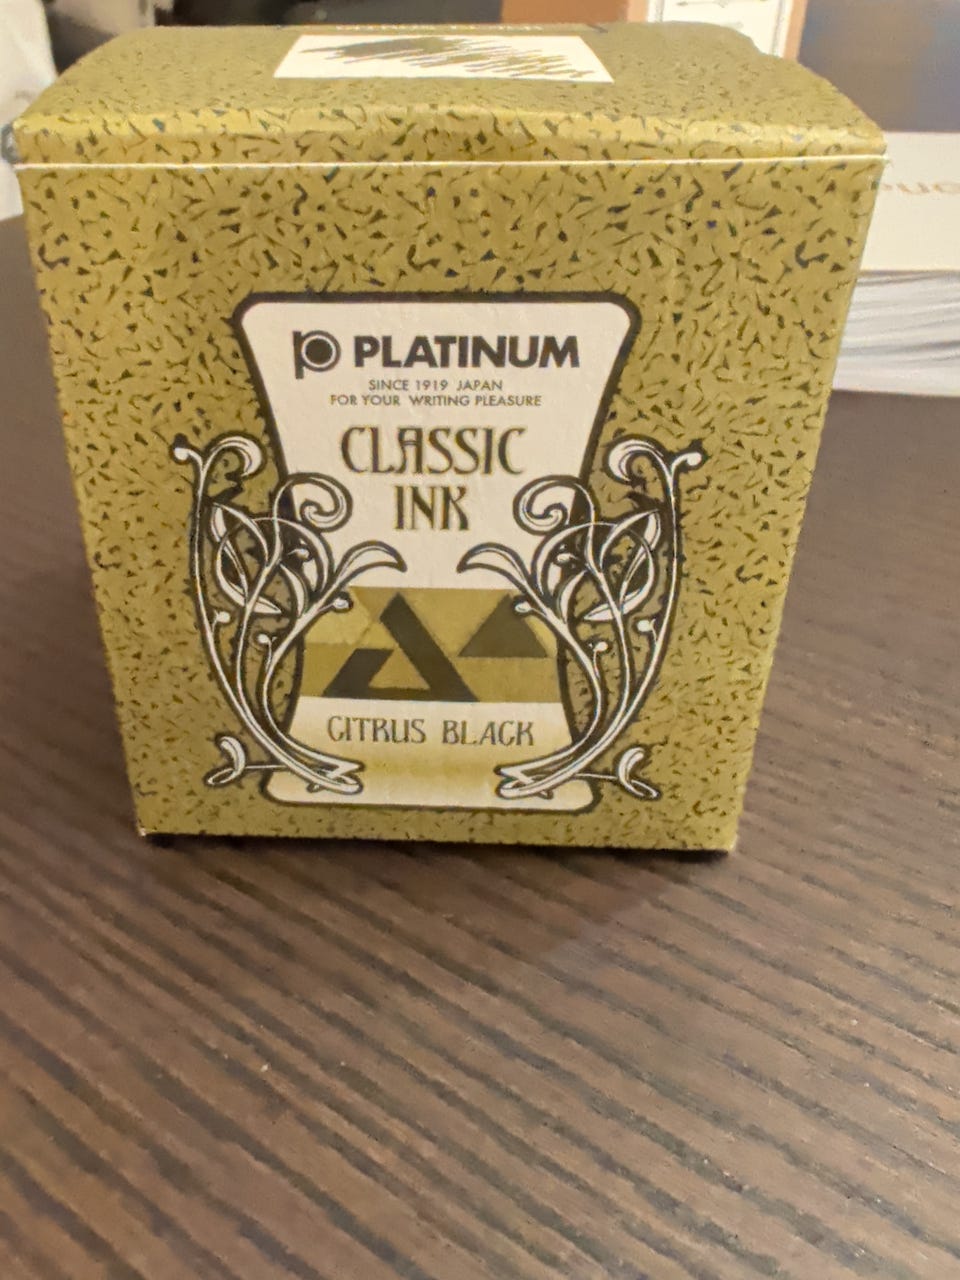 PLATINUM
SINCE 1919 JAPAN
FOR YOUR WRITING PLEASURE
CLASSIC
INK
CITRUS BLACK